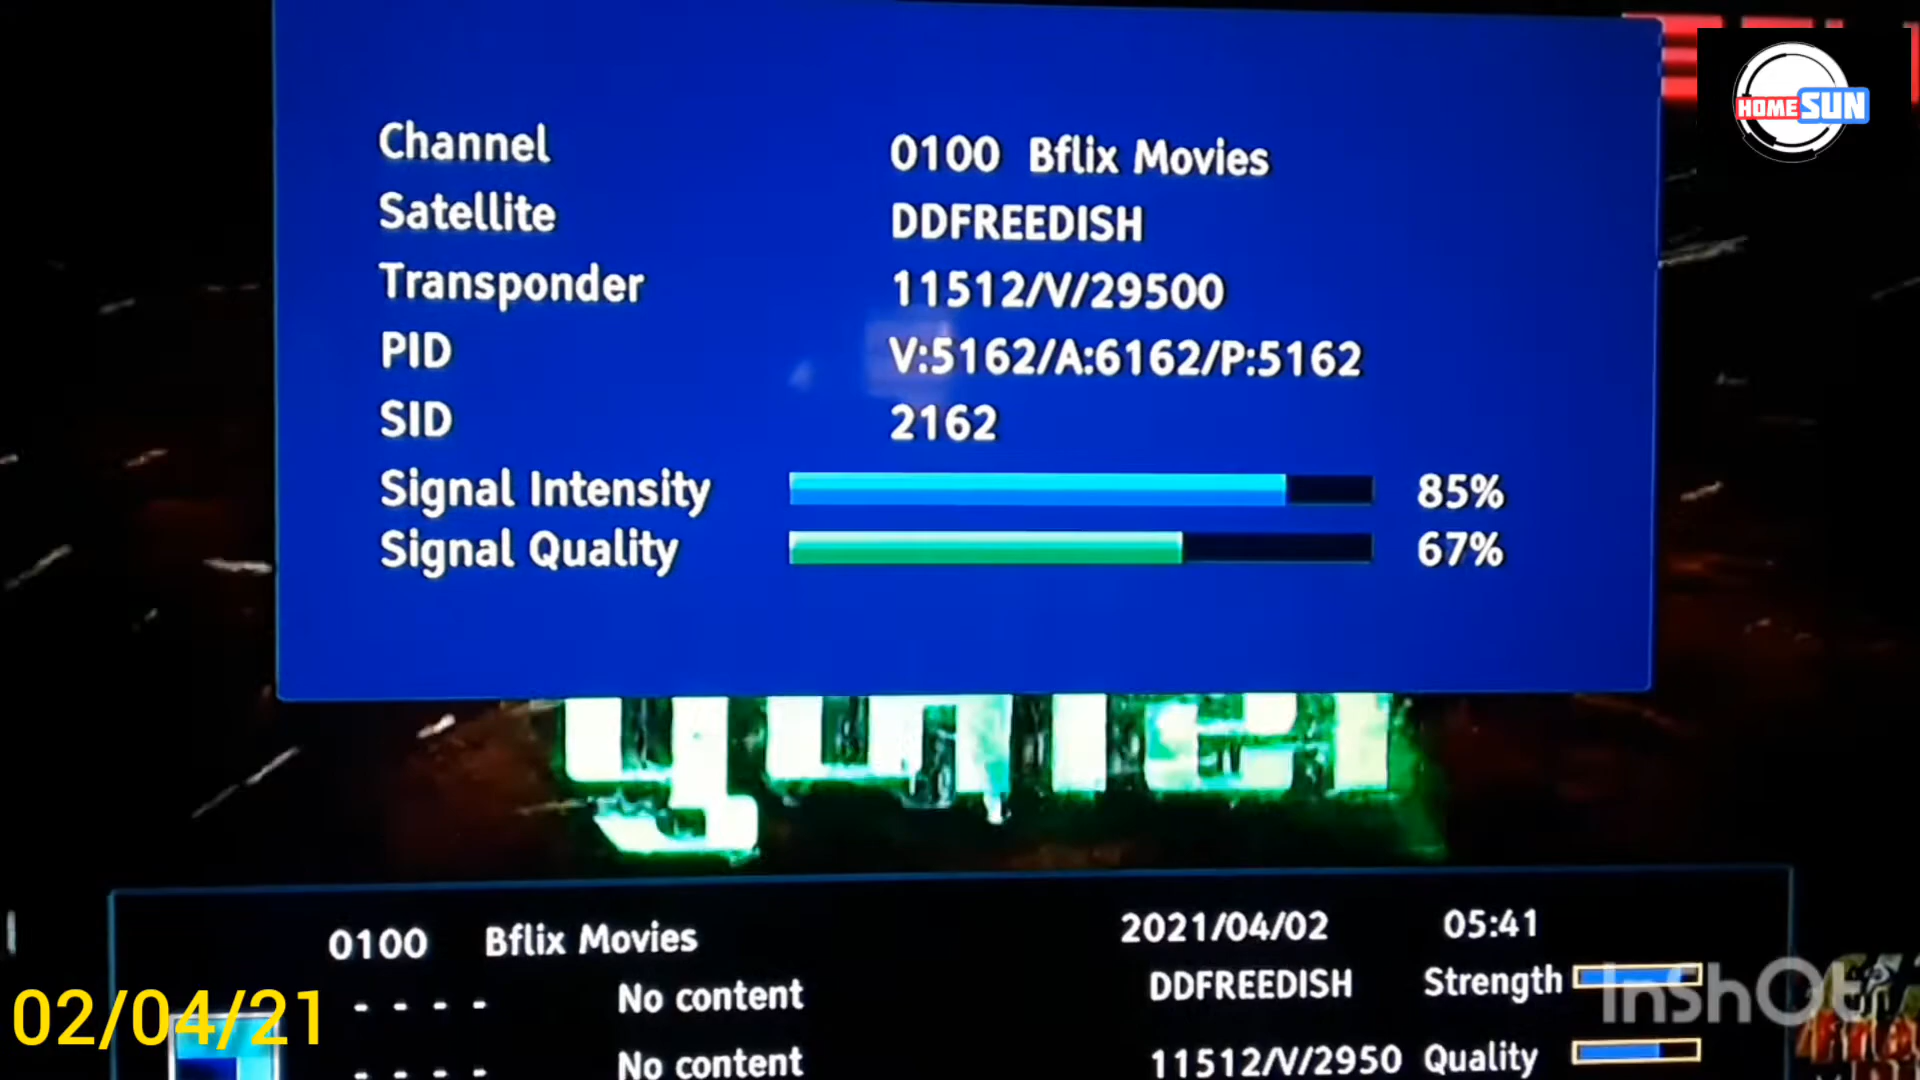 HOMESUN
Channel 0100 Bflix Movies
Satellite DDFREEDISH
Transponder 11512/V/29500
PID V:5162/A:6162/P:5162
SID 2162
Signal Intensity 85%
Signal Quality 67%
0100 Bflix Movies 2021/04/02 05:41
- - - - No content DDFREEDISH Strength
- - - - No content 11512/V/2950 Quality
02/04/21
InShOt